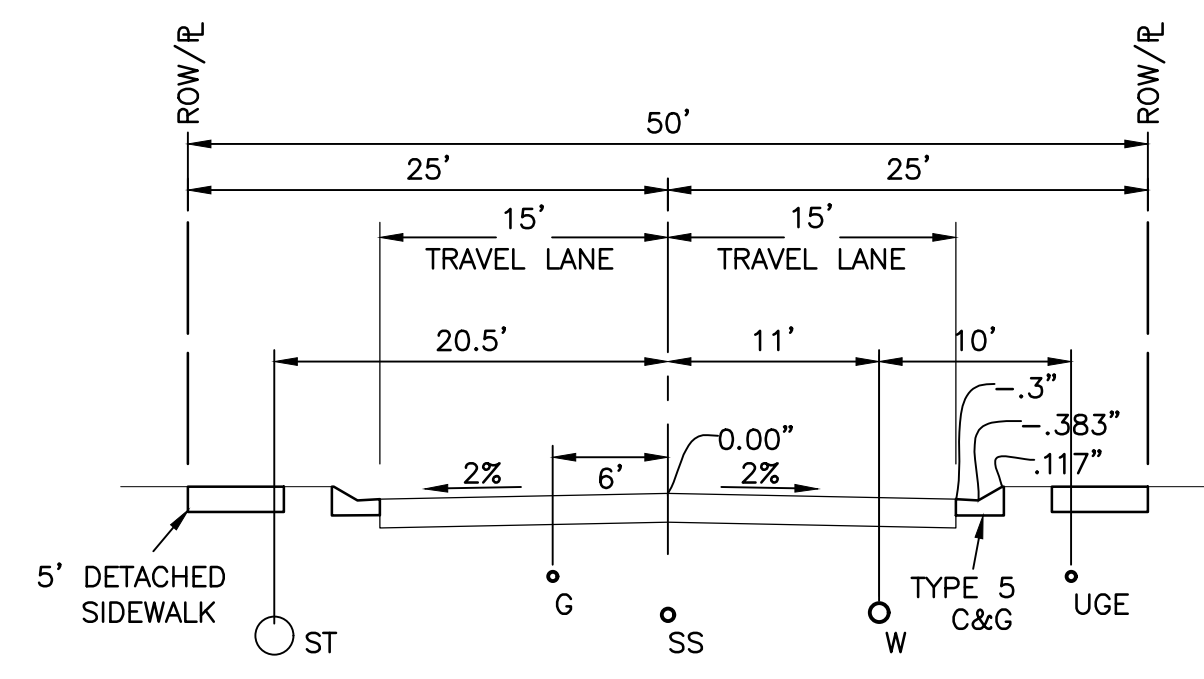 ROW/PL
ROW/PL
50'
25'
25'
15'
TRAVEL LANE
15'
TRAVEL LANE
20.5'
11'
10'
-.3"
-.383"
.117"
0.00"
2%
6'
2%
5' DETACHED
SIDEWALK
ST
G
SS
W
TYPE 5
C&G
UGE